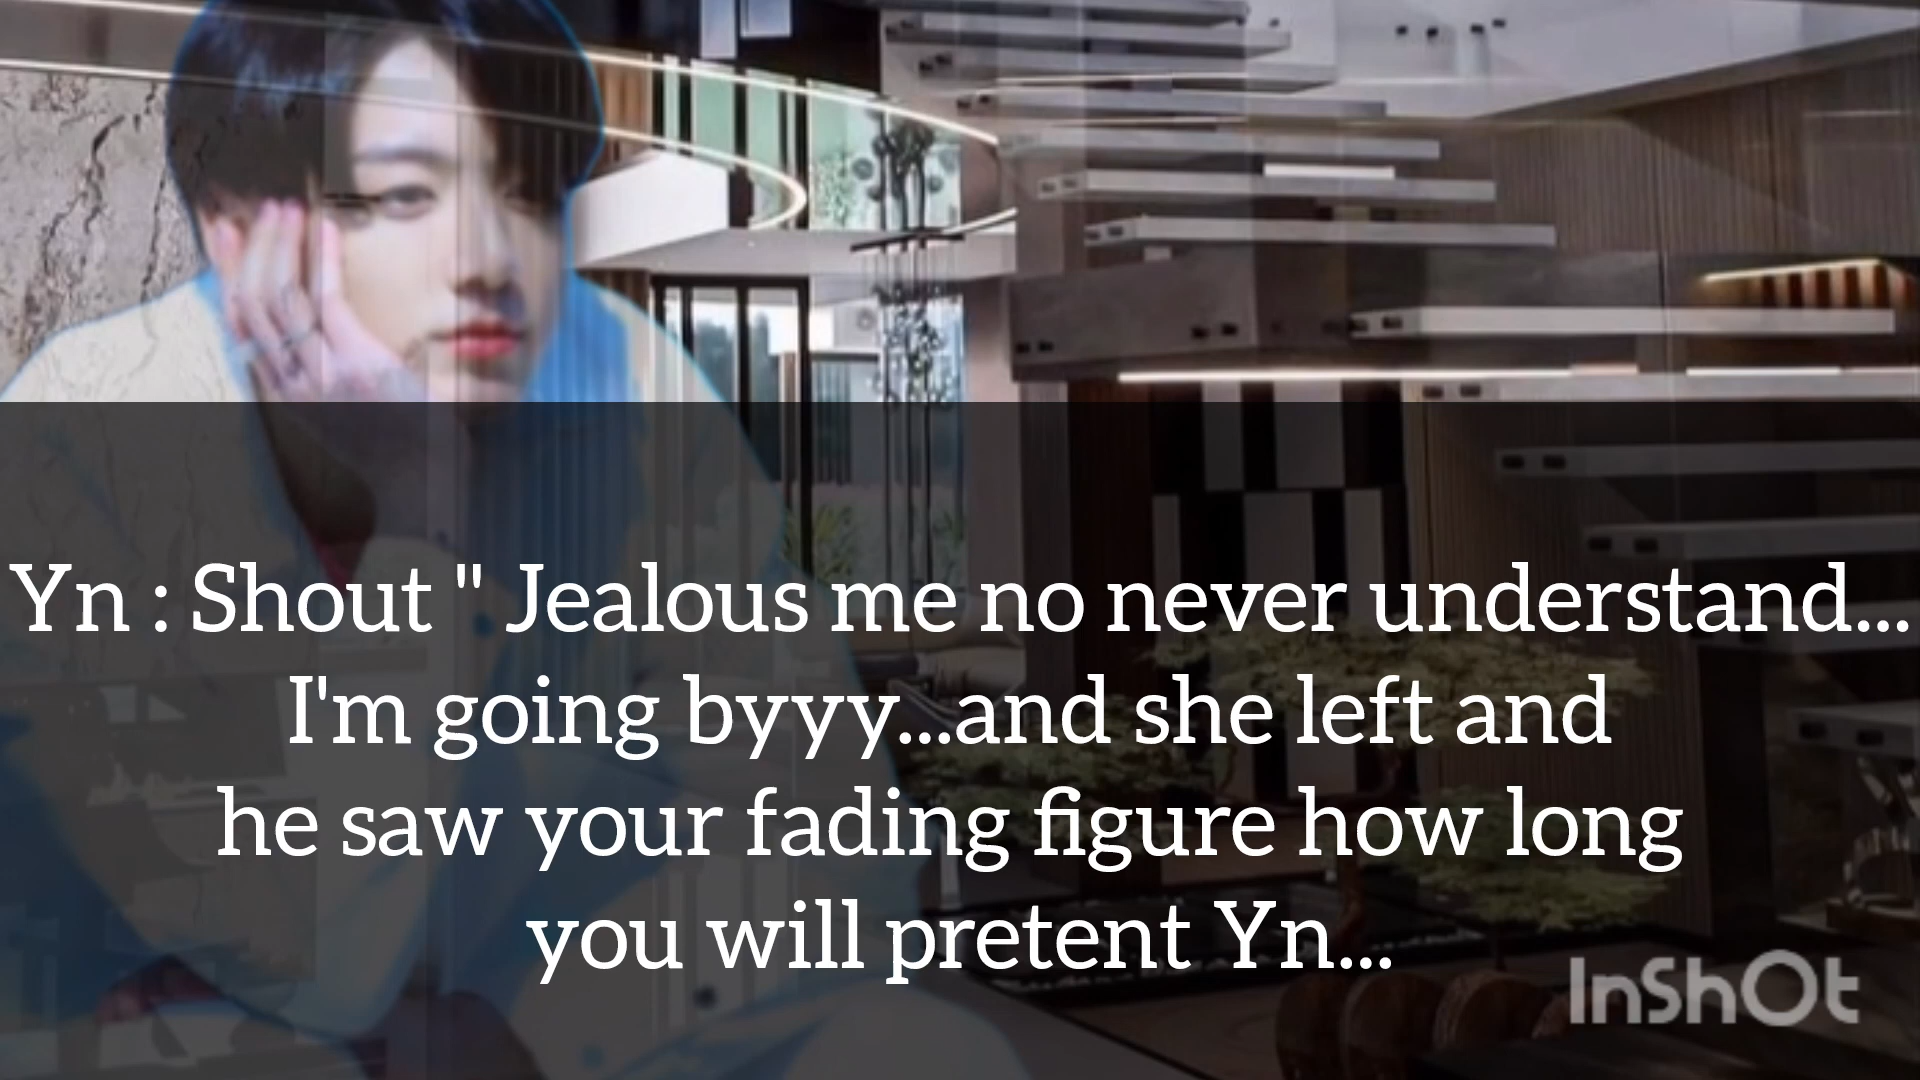 Yn : Shout " Jealous me no never understand...
I'm going byyy...and she left and
he saw your fading figure how long
you will pretent Yn...
InShOt